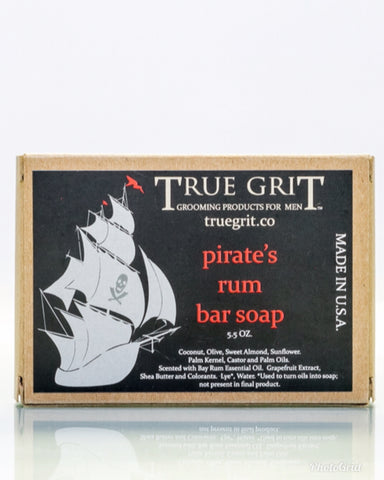 TRUE GRIT™
GROOMING PRODUCTS FOR MEN
truegrit.co
pirate's
rum
bar soap
5.5 OZ.
Coconut, Olive, Sweet Almond, Sunflower.
Palm Kernel, Castor and Palm Oils.
Scented with Bay Rum Essential Oil. Grapefruit Extract,
Shea Butter and Colorants. Lye*, Water. *Used to turn oils into soap;
not present in final product.
MADE IN U.S.A.
PhotoGrid